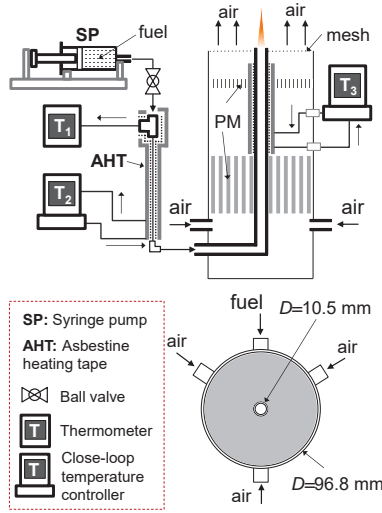 air
air
SP
fuel
mesh
T3
T1
PM
AHT
T2
air
air
SP: Syringe pump
AHT: Asbestine
heating tape
Ball valve
T
Thermometer
T
Close-loop
temperature
controller
fuel
D=10.5 mm
air
air
air
D=96.8 mm